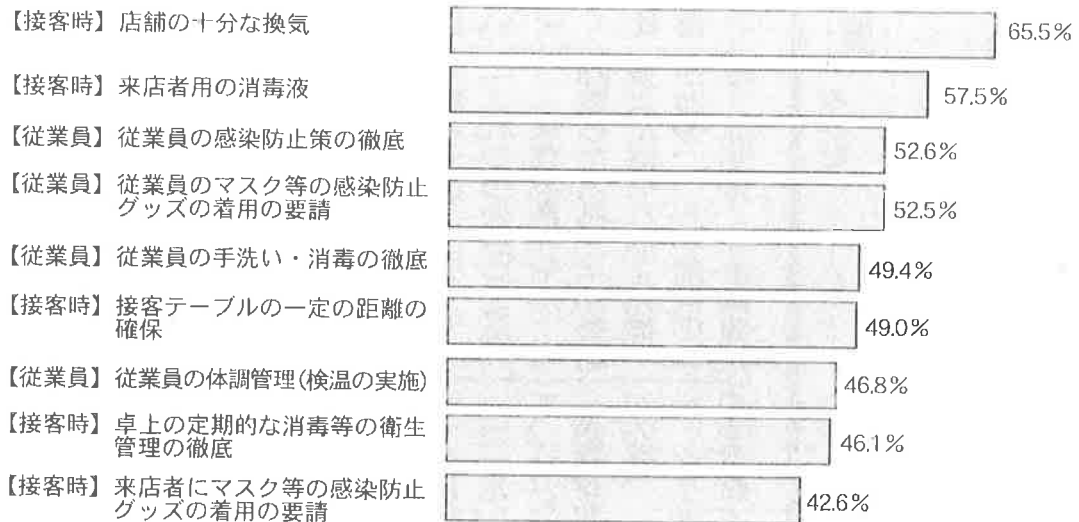 【接客時】店舗の十分な換気 65.5%
【接客時】来店者用の消毒液 57.5%
【従業員】従業員の感染防止策の徹底 52.6%
【従業員】従業員のマスク等の感染防止
グッズの着用の要請 52.5%
【従業員】従業員の手洗い・消毒の徹底 49.4%
【接客時】接客テーブルの一定の距離の
確保 49.0%
【従業員】従業員の体調管理(検温の実施) 46.8%
【接客時】卓上の定期的な消毒等の衛生
管理の徹底 46.1%
【接客時】来店者にマスク等の感染防止
グッズの着用の要請 42.6%